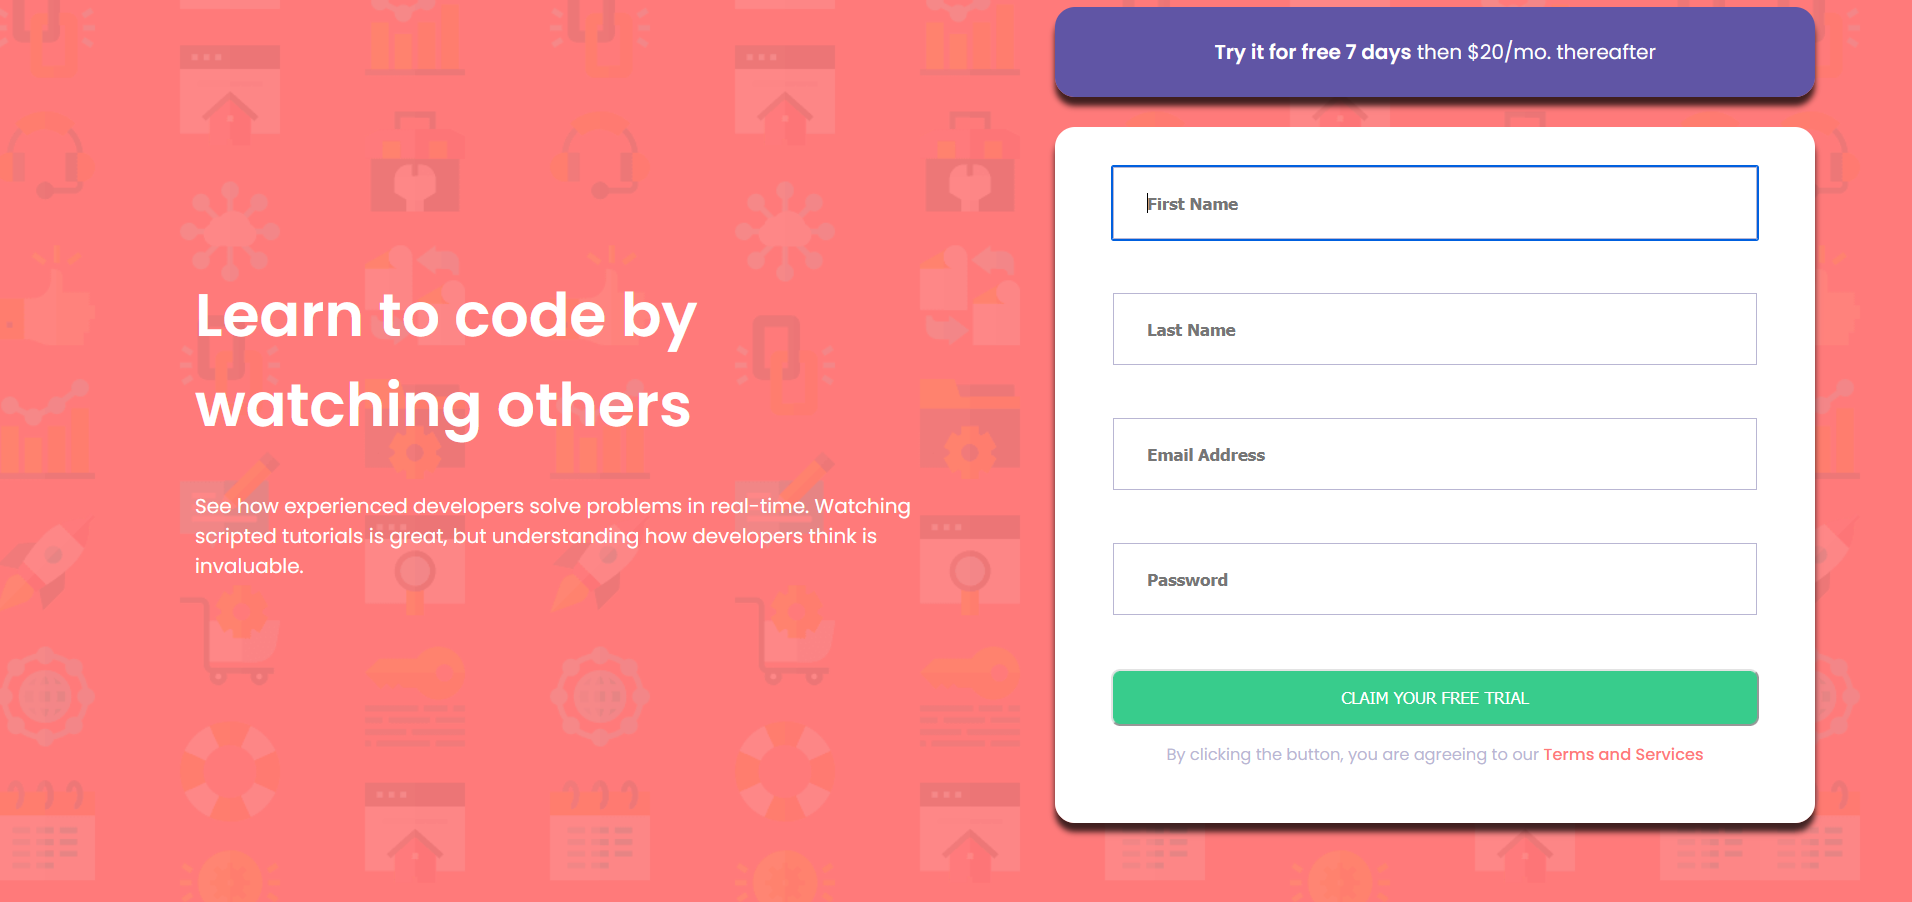 Learn to code by
watching others
See how experienced developers solve problems in real-time. Watching
scripted tutorials is great, but understanding how developers think is
invaluable.
Try it for free 7 days then $20/mo. thereafter
First Name
Last Name
Email Address
Password
CLAIM YOUR FREE TRIAL
By clicking the button, you are agreeing to our Terms and Services